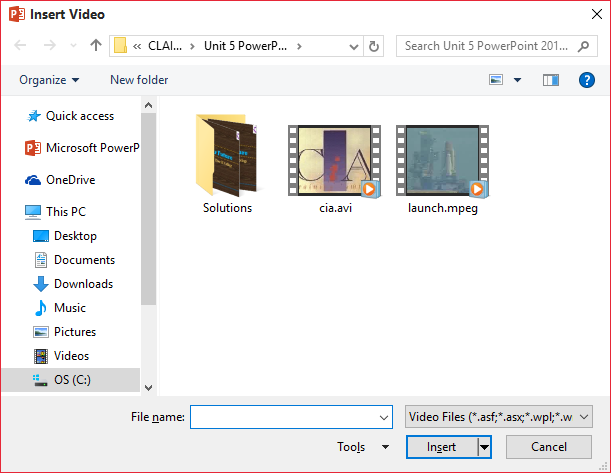 Insert Video
« CLAI... Unit 5 PowerP...
Search Unit 5 PowerPoint 201...
Organize
New folder
Quick access
Microsoft PowerP
OneDrive
This PC
Desktop
Documents
Downloads
Music
Pictures
Videos
OS (C:)
Solutions
cia.avi
launch.mpeg
File name:
Video Files (*.asf;*.asx;*.wpl;*.w
Tools
Insert
Cancel